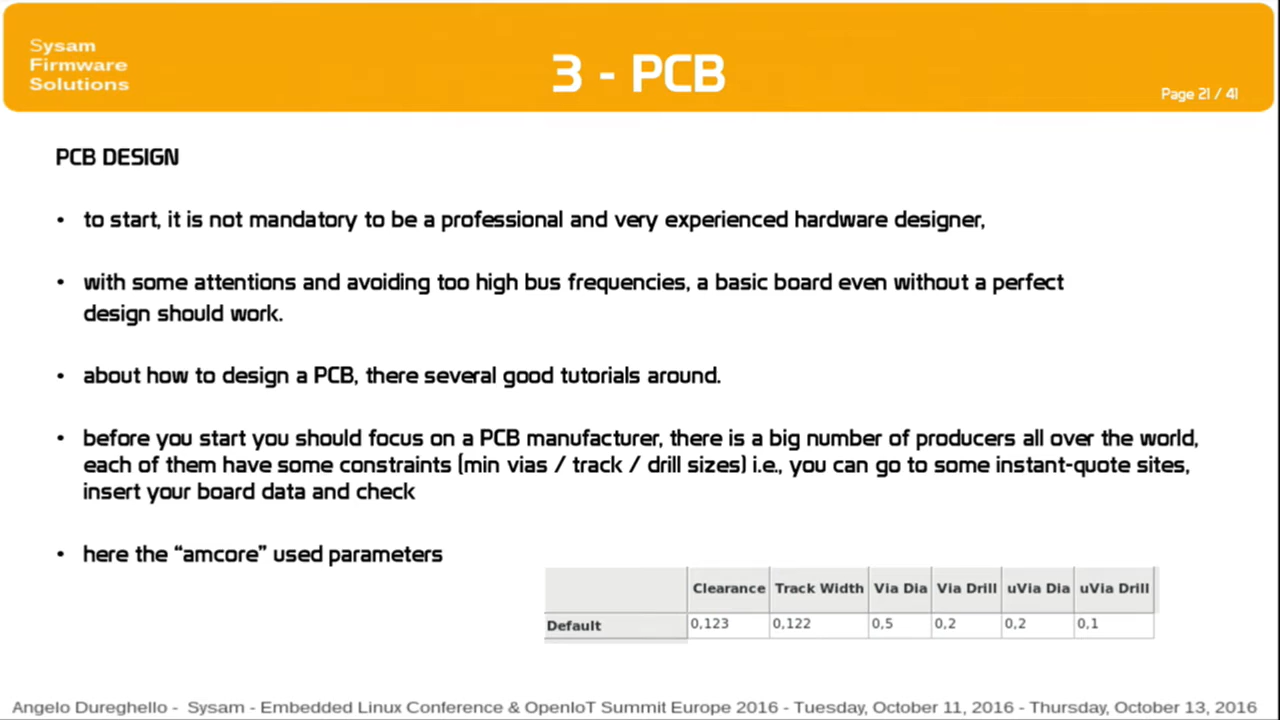 Sysam
Firmware
Solutions
3 - PCB
Page 21 / 41
PCB DESIGN
• to start, it is not mandatory to be a professional and very experienced hardware designer,
• with some attentions and avoiding too high bus frequencies, a basic board even without a perfect
design should work.
• about how to design a PCB, there several good tutorials around.
• before you start you should focus on a PCB manufacturer, there is a big number of producers all over the world,
each of them have some constraints (min vias / track / drill sizes) i.e., you can go to some instant-quote sites,
insert your board data and check
• here the “amcore” used parameters
Clearance Track Width Via Dia Via Drill uVia Dia uVia Drill
Default 0,123 0,122 0,5 0,2 0,2 0,1
Angelo Dureghello - Sysam - Embedded Linux Conference & OpenIoT Summit Europe 2016 - Tuesday, October 11, 2016 - Thursday, October 13, 2016